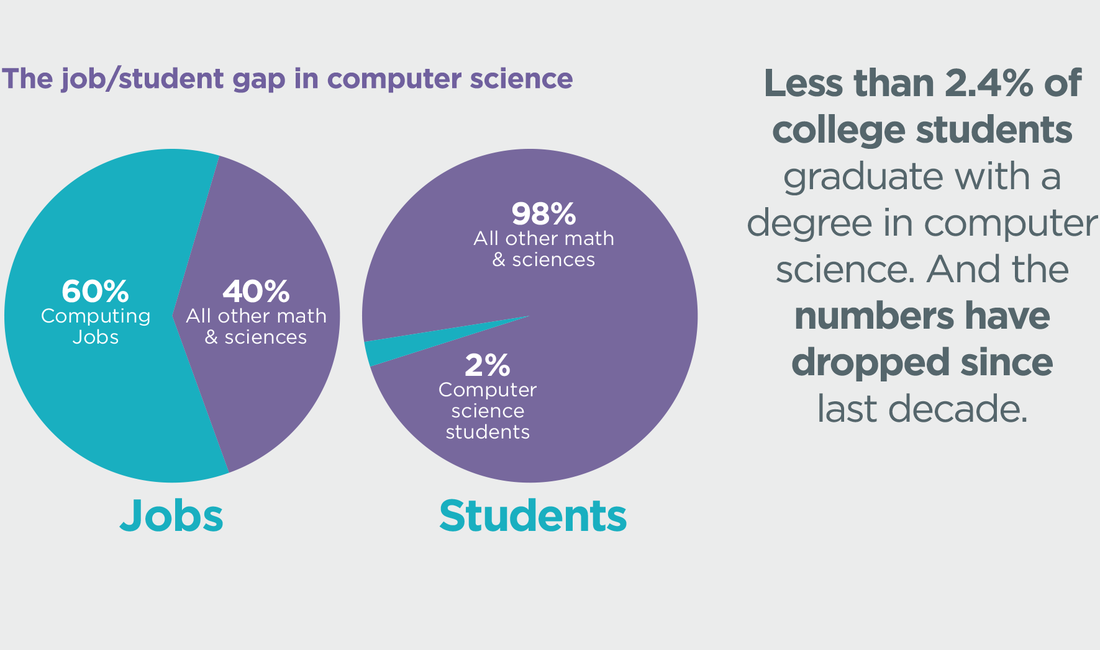 The job/student gap in computer science
60%
Computing
Jobs
40%
All other math
& sciences
Jobs
98%
All other math
& sciences
2%
Computer
science
students
Students
Less than 2.4% of
college students
graduate with a
degree in computer
science. And the
numbers have
dropped since
last decade.